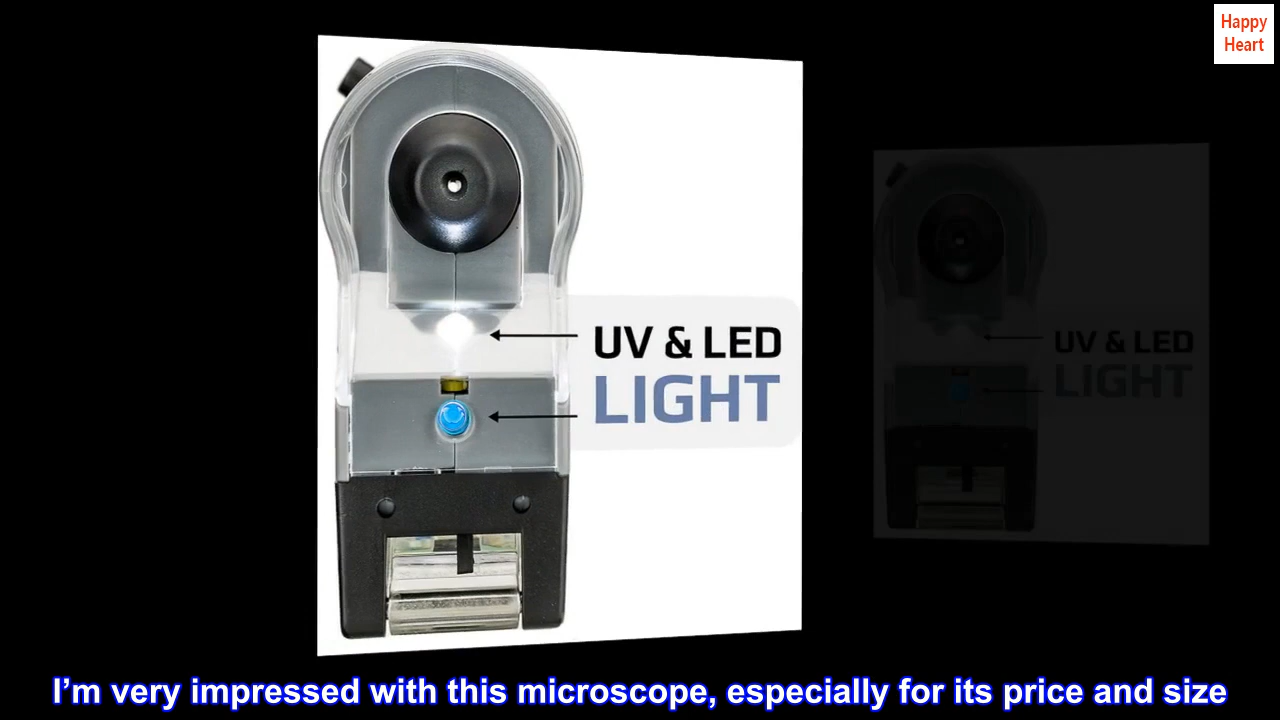 Happy
Heart
UV & LED
LIGHT
UV & LED
LIGHT
I’m very impressed with this microscope, especially for its price and size